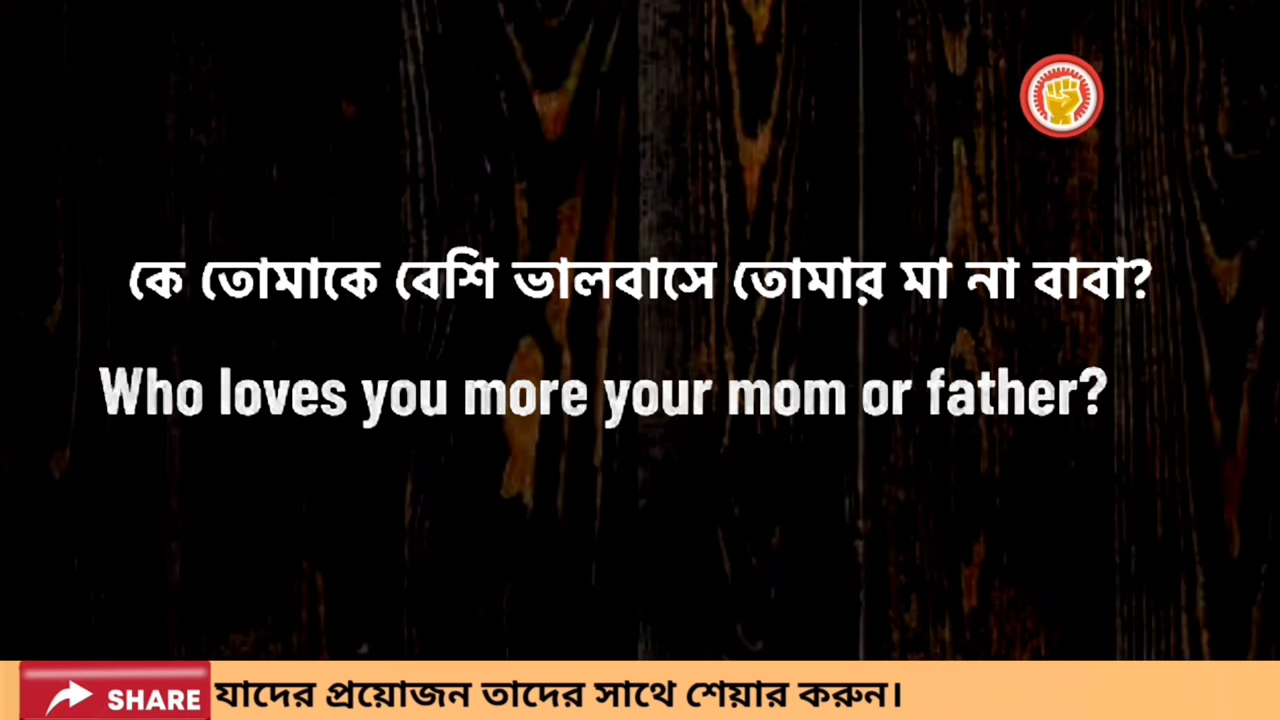 কে তোমাকে বেশি ভালবাসে তোমার মা না বাবা?
Who loves you more your mom or father?
SHARE যাদের প্রয়োজন তাদের সাথে শেয়ার করুন।